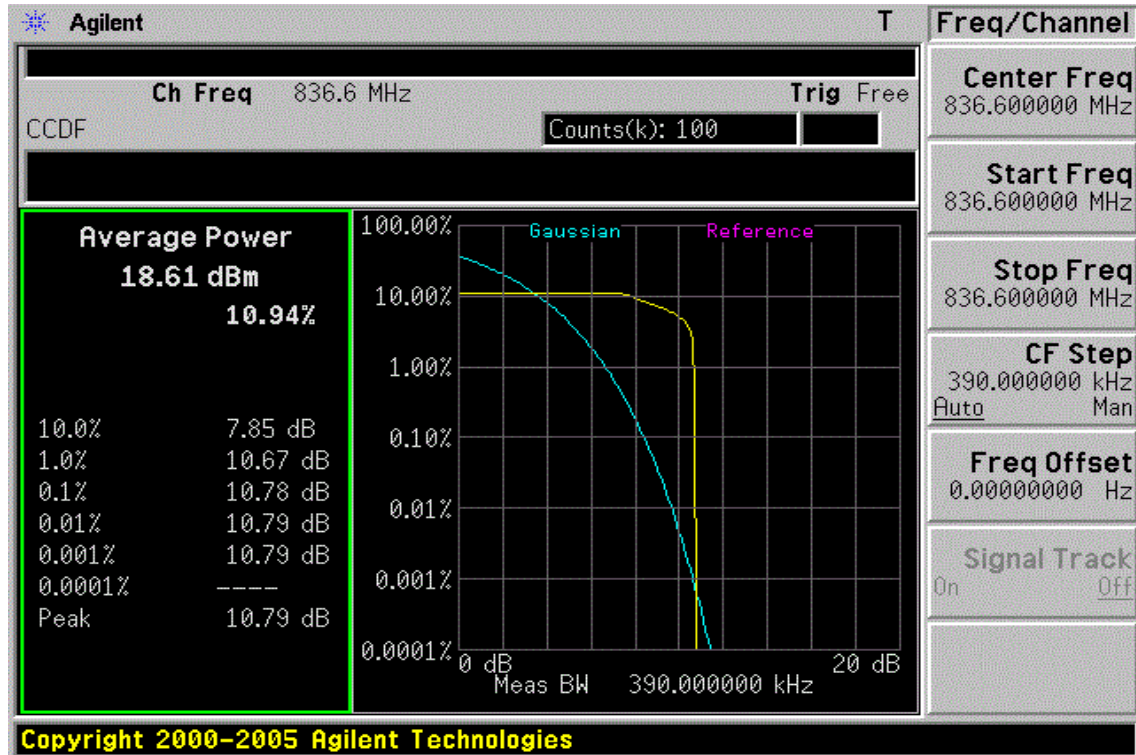 Agilent T
Ch Freq 836.6 MHz Trig Free
CCDF
Counts(k): 100
Average Power
18.61 dBm
10.94%
10.0% 7.85 dB
1.0% 10.67 dB
0.1% 10.78 dB
0.01% 10.79 dB
0.001% 10.79 dB
0.0001% ----
Peak 10.79 dB
Gaussian Reference
100.00%
10.00%
1.00%
0.10%
0.01%
0.001%
0.0001%
0 dB 20 dB
Meas BW 390.000000 kHz
Freq/Channel
Center Freq
836.600000 MHz
Start Freq
836.600000 MHz
Stop Freq
836.600000 MHz
CF Step
390.000000 kHz
Auto Man
Freq Offset
0.00000000 Hz
Signal Track
On Off
Copyright 2000-2005 Agilent Technologies